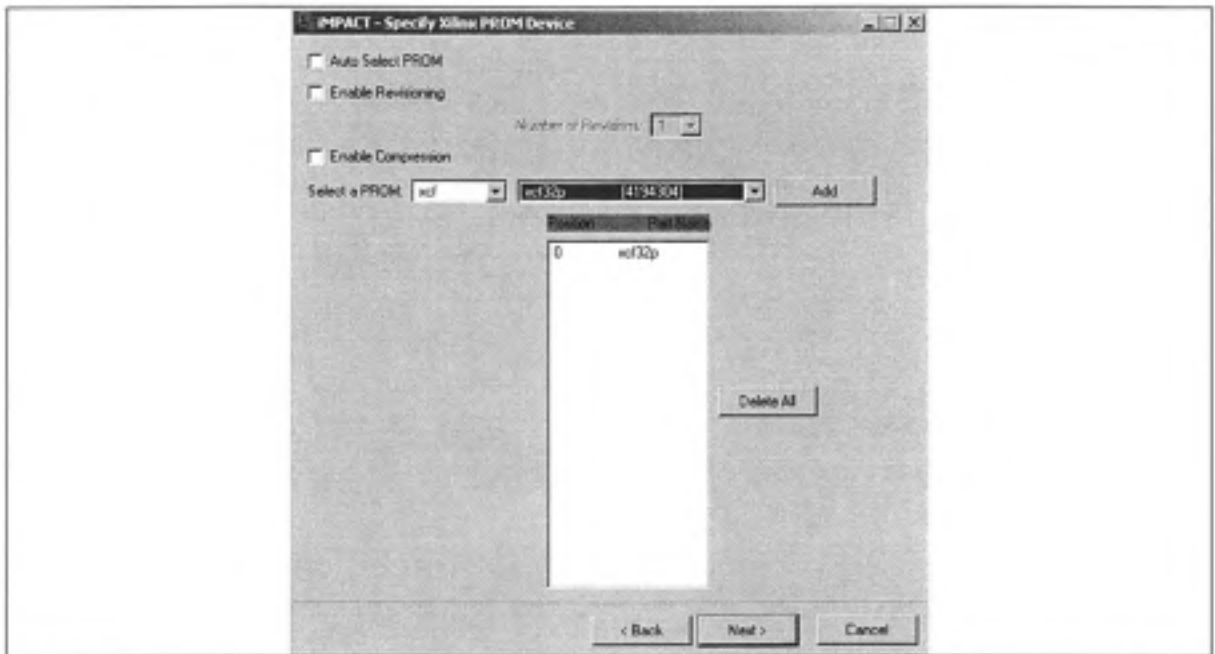 iMPACT - Specify Xilinx PROM Device
Auto Select PROM
Enable Revisioning
Number of Revisions: 1
Enable Compression
Select a PROM: xcf xcf32p [4194304] Add
Position Part Name
0 xcf32p
Delete All
< Back Next > Cancel